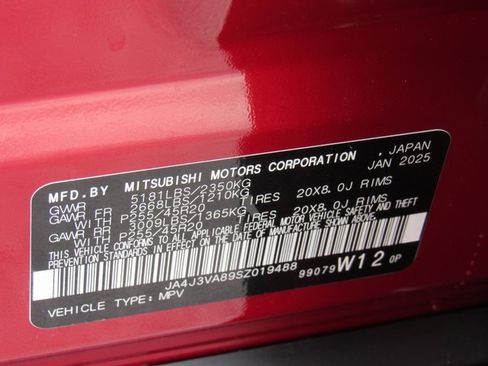 MFD.BY MITSUBISHI MOTORS CORPORATION, JAPAN
GVWR 5181LBS/2350KG JAN 2025
GAWR FR 2668LBS/1210KG
WITH P255/45R20 TIRES 20X8.0J RIMS
GAWR RR 3009LBS/1365KG
WITH P255/45R20 TIRES 20X8.0J RIMS
THIS VEHICLE CONFORMS TO ALL APPLICABLE FEDERAL MOTOR VEHICLE SAFETY AND THEFT
PREVENTION STANDARDS IN EFFECT ON THE DATE OF MANUFACTURE SHOWN ABOVE.
JA4J3VA89SZ019488 99079 W12 0P
VEHICLE TYPE: MPV